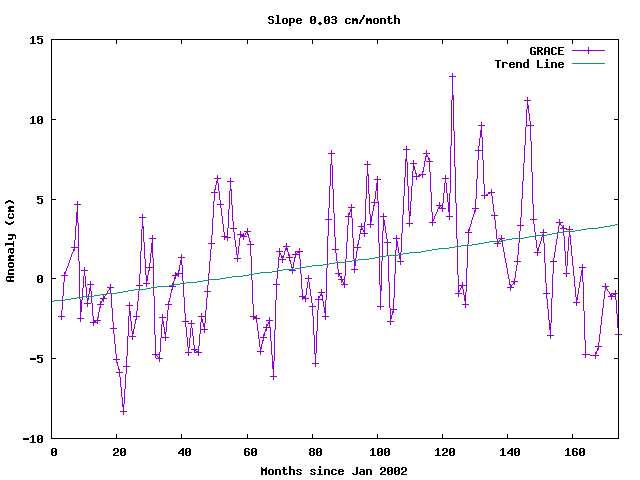 Slope 0.03 cm/month
GRACE
Trend Line
Anomaly (cm)
15
10
5
0
-5
-10
0 20 40 60 80 100 120 140 160
Months since Jan 2002